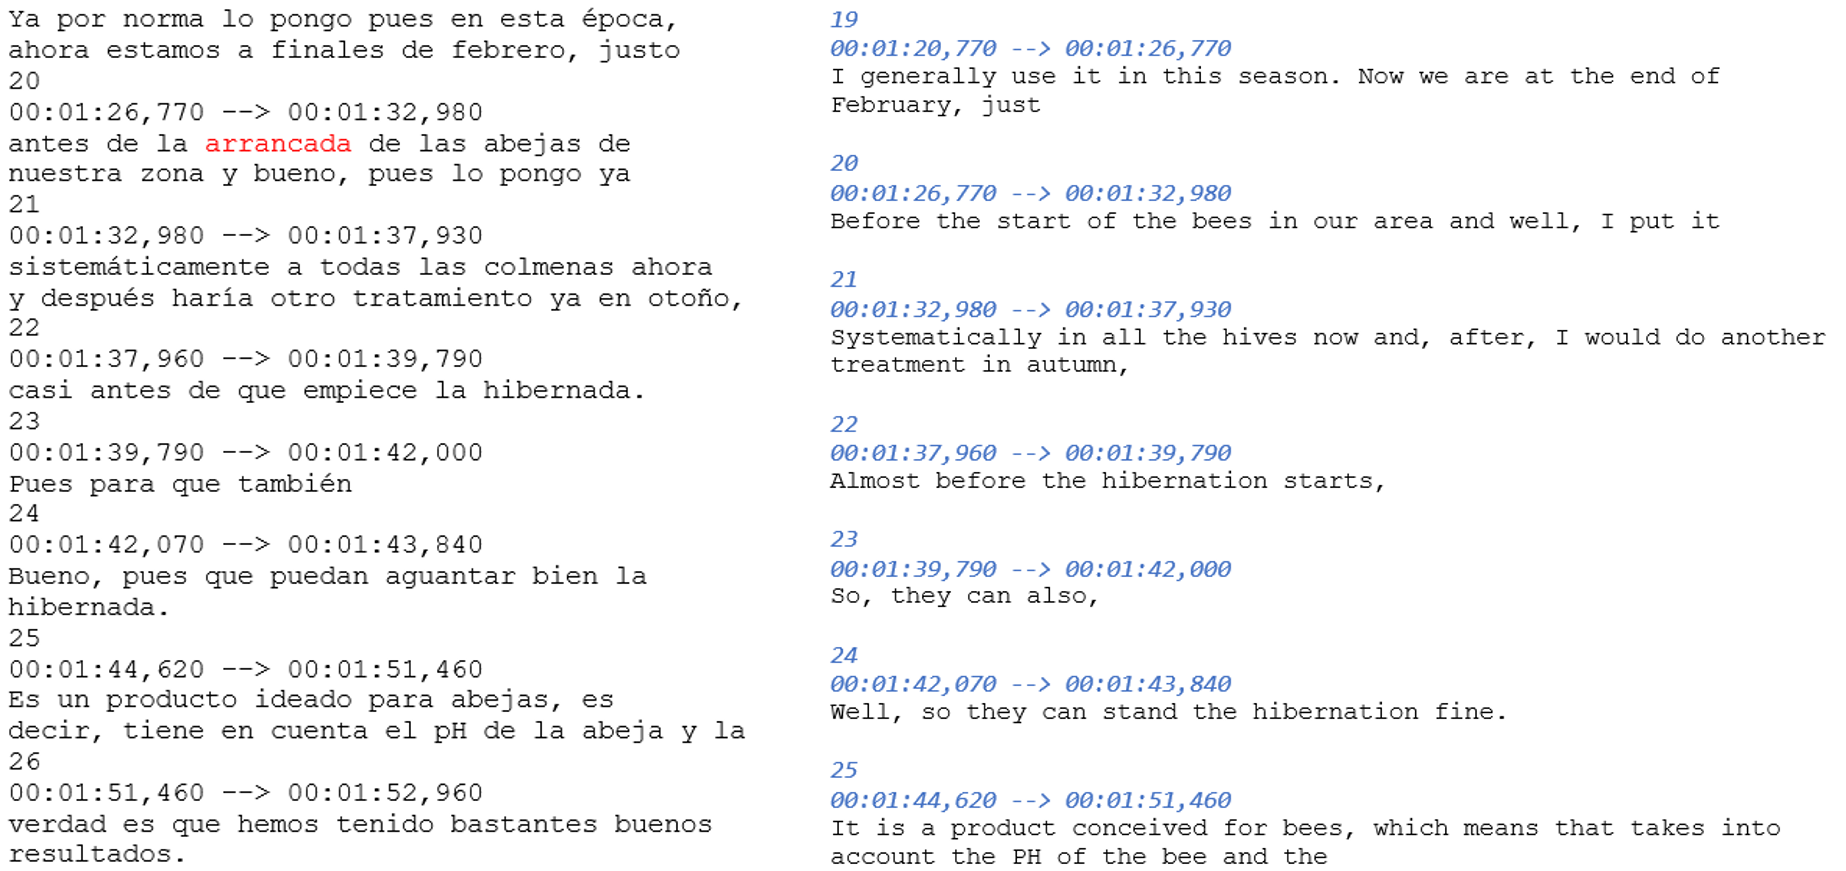 Ya por norma lo pongo pues en esta época,
ahora estamos a finales de febrero, justo
20
00:01:26,770 --> 00:01:32,980
antes de la arrancada de las abejas de
nuestra zona y bueno, pues lo pongo ya
21
00:01:32,980 --> 00:01:37,930
sistemáticamente a todas las colmenas ahora
y después haría otro tratamiento ya en otoño,
22
00:01:37,960 --> 00:01:39,790
casi antes de que empiece la hibernada.
23
00:01:39,790 --> 00:01:42,000
Pues para que también
24
00:01:42,070 --> 00:01:43,840
Bueno, pues que puedan aguantar bien la
hibernada.
25
00:01:44,620 --> 00:01:51,460
Es un producto ideado para abejas, es
decir, tiene en cuenta el pH de la abeja y la
26
00:01:51,460 --> 00:01:52,960
verdad es que hemos tenido bastantes buenos
resultados.
19
00:01:20,770 --> 00:01:26,770
I generally use it in this season. Now we are at the end of
February, just
20
00:01:26,770 --> 00:01:32,980
Before the start of the bees in our area and well, I put it
21
00:01:32,980 --> 00:01:37,930
Systematically in all the hives now and, after, I would do another
treatment in autumn,
22
00:01:37,960 --> 00:01:39,790
Almost before the hibernation starts,
23
00:01:39,790 --> 00:01:42,000
So, they can also,
24
00:01:42,070 --> 00:01:43,840
Well, so they can stand the hibernation fine.
25
00:01:44,620 --> 00:01:51,460
It is a product conceived for bees, which means that takes into
account the PH of the bee and the